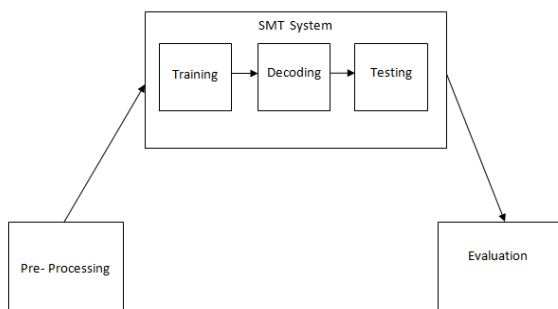 SMT System
Training
Decoding
Testing
Pre- Processing
Evaluation